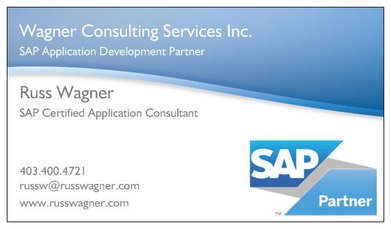 Wagner Consulting Services Inc.
SAP Application Development Partner
Russ Wagner
SAP Certified Application Consultant
403.400.4721
russw@russwagner.com
www.russwagner.com
SAP
™
Partner